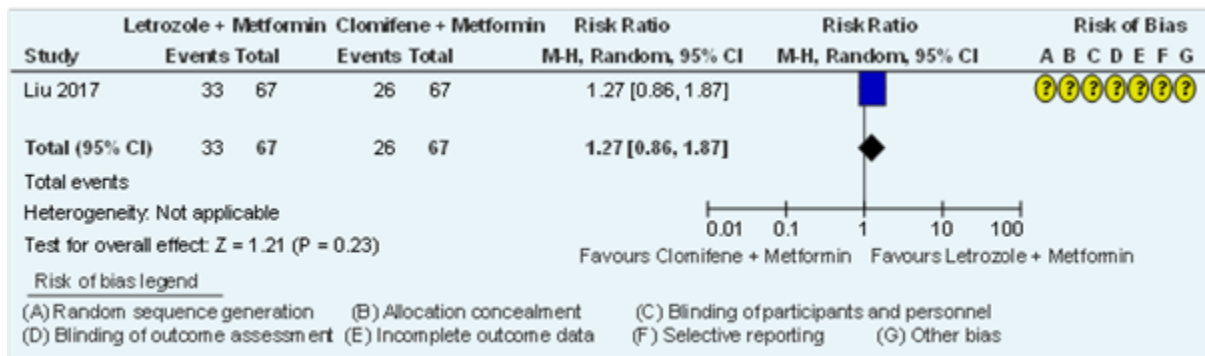 Letrozole + Metformin Clomifene + Metformin Risk Ratio Risk Ratio Risk of Bias
Study Events Total Events Total M-H, Random, 95% CI M-H, Random, 95% CI A B C D E F G
Liu 2017 33 67 26 67 1.27 [0.86, 1.87] ? ? ? ? ? ? ?
Total (95% CI) 33 67 26 67 1.27 [0.86, 1.87]
Total events
Heterogeneity: Not applicable
0.01 0.1 1 10 100
Test for overall effect: Z = 1.21 (P = 0.23)
Favours Clomifene + Metformin Favours Letrozole + Metformin
Risk of bias legend
(A) Random sequence generation (B) Allocation concealment (C) Blinding of participants and personnel
(D) Blinding of outcome assessment (E) Incomplete outcome data (F) Selective reporting (G) Other bias